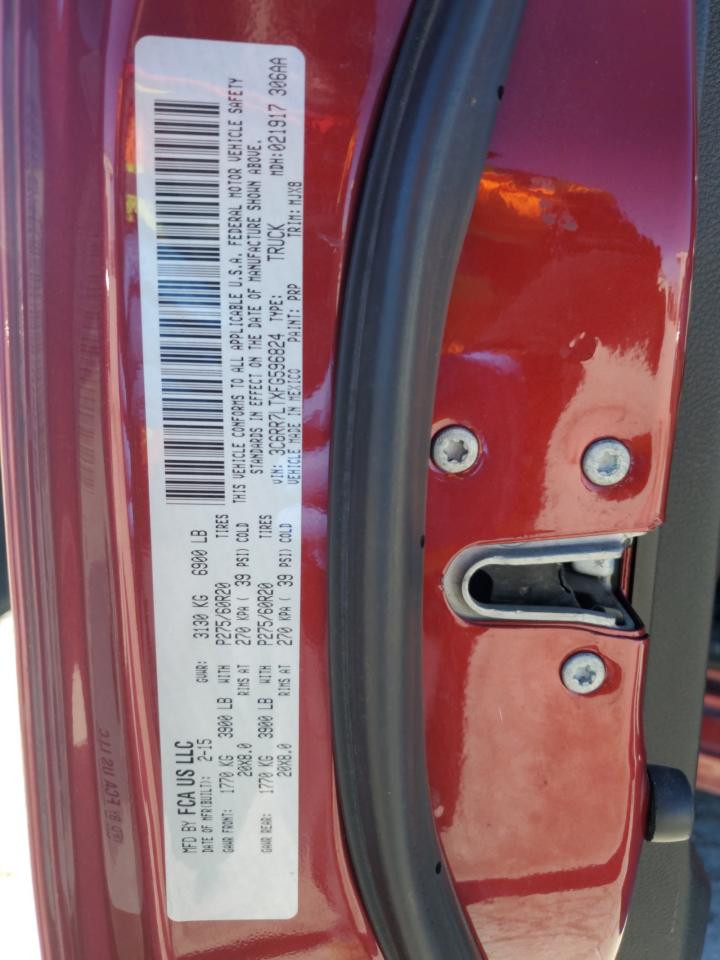 MFD BY FCA US LLC
DATE OF MFR(BUILT): 2-15 GVWR: 3130 KG 6900 LB
GAWR FRONT: 1770 KG 3900 LB WITH P275/60R20 TIRES
20X8.0 RIMS AT 270 KPA ( 39 PSI) COLD
GAWR REAR: 1770 KG 3900 LB WITH P275/60R20 TIRES
20X8.0 RIMS AT 270 KPA ( 39 PSI) COLD
THIS VEHICLE CONFORMS TO ALL APPLICABLE U.S.A. FEDERAL MOTOR VEHICLE SAFETY
STANDARDS IN EFFECT ON THE DATE OF MANUFACTURE SHOWN ABOVE.
VIN: 3C6RR7LTXFG596824 TYPE: TRUCK MDH:021917 306AA
VEHICLE MADE IN MEXICO PAINT: PRP TRIM: MJX8